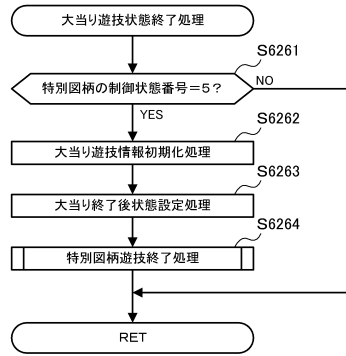 大当り遊技状態終了処理
S6261
特別図柄の制御状態番号=5?
NO
YES
S6262
大当り遊技情報初期化処理
S6263
大当り終了後状態設定処理
S6264
特別図柄遊技終了処理
RET